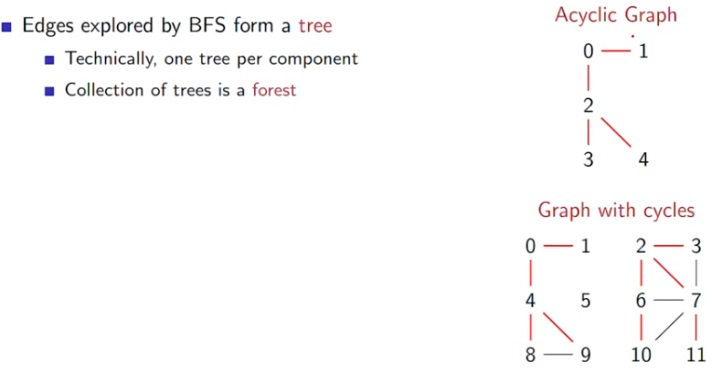 Edges explored by BFS form a tree
Technically, one tree per component
Collection of trees is a forest
Acyclic Graph
0 1
2
3 4
Graph with cycles
0 1 2 3
4 5 6 7
8 9 10 11